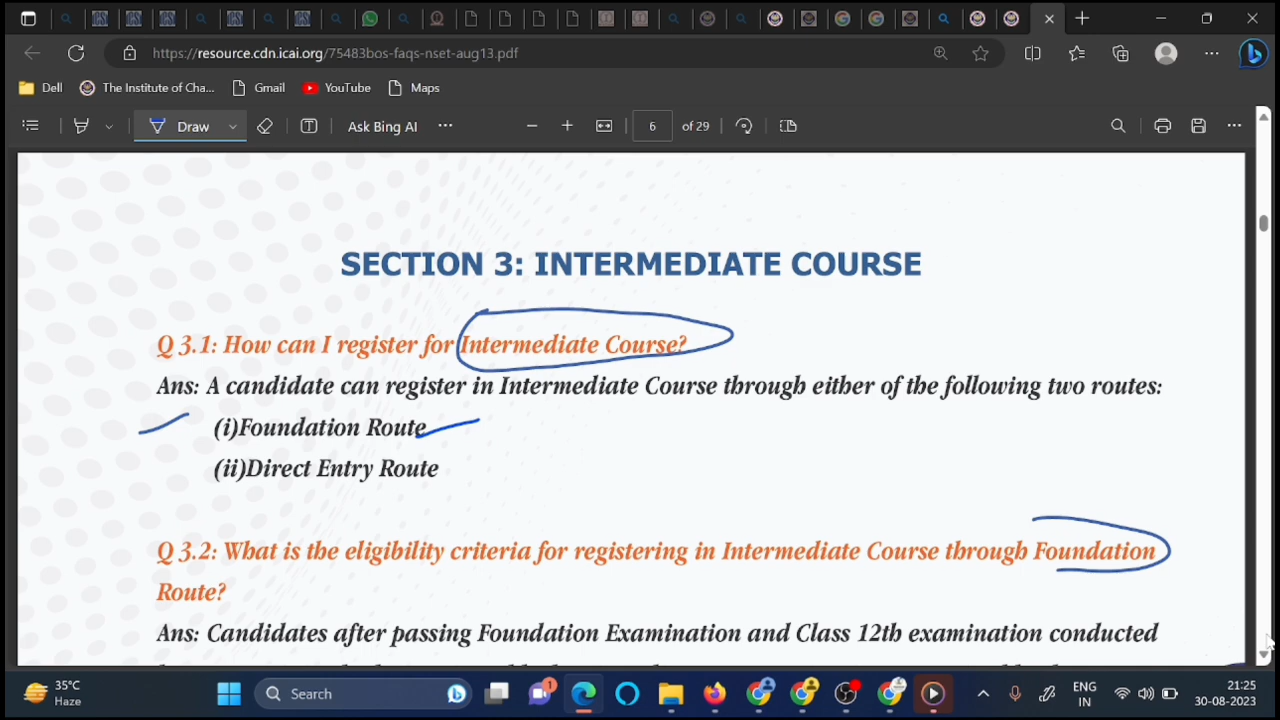 https://resource.cdn.icai.org/75483bos-faqs-nset-aug13.pdf
Dell
The Institute of Cha...
Gmail
YouTube
Maps
Draw
Ask Bing AI
6
of 29
SECTION 3: INTERMEDIATE COURSE
Q 3.1: How can I register for Intermediate Course?
Ans: A candidate can register in Intermediate Course through either of the following two routes:
(i)Foundation Route
(ii)Direct Entry Route
Q 3.2: What is the eligibility criteria for registering in Intermediate Course through Foundation
Route?
Ans: Candidates after passing Foundation Examination and Class 12th examination conducted
35°C
Haze
Search
1
ENG
IN
21:25
30-08-2023